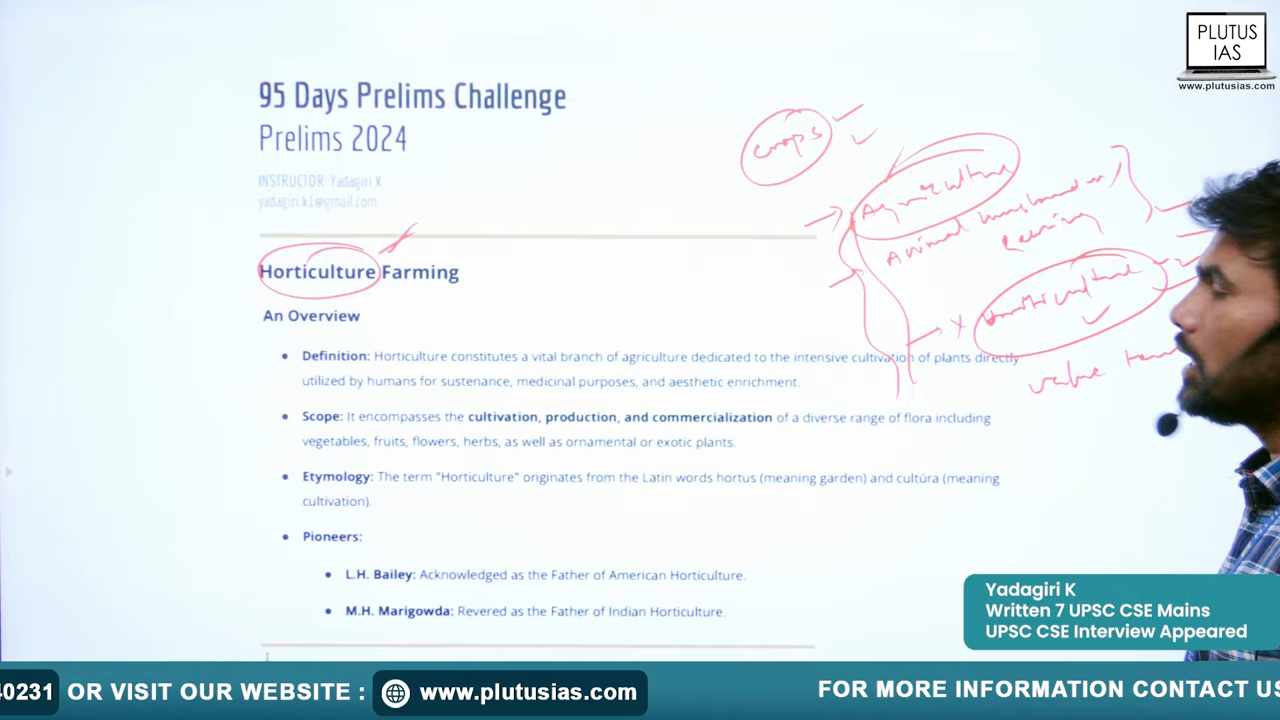 PLUTUS
IAS
www.plutusias.com
95 Days Prelims Challenge
Prelims 2024
INSTRUCTOR: Yadagiri K
yadagiri.k1@gmail.com
crops
Agriculture
Animal husband
Rearing
Horticulture Farming
Horticulture
value
An Overview
Definition: Horticulture constitutes a vital branch of agriculture dedicated to the intensive cultivation of plants directly
utilized by humans for sustenance, medicinal purposes, and aesthetic enrichment.
Scope: It encompasses the cultivation, production, and commercialization of a diverse range of flora including
vegetables, fruits, flowers, herbs, as well as ornamental or exotic plants.
Etymology: The term "Horticulture" originates from the Latin words hortus (meaning garden) and cultūra (meaning
cultivation).
Pioneers:
L.H. Bailey: Acknowledged as the Father of American Horticulture.
M.H. Marigowda: Revered as the Father of Indian Horticulture.
Yadagiri K
Written 7 UPSC CSE Mains
UPSC CSE Interview Appeared
40231 OR VISIT OUR WEBSITE : www.plutusias.com FOR MORE INFORMATION CONTACT US